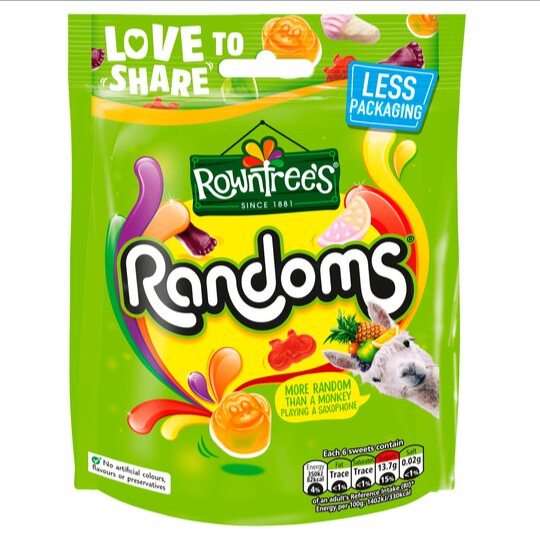 LOVE TO
SHARE
LESS
PACKAGING
ROWNTREE'S®
SINCE 1881
RANDOMS®
MORE RANDOM
THAN A MONKEY
PLAYING A SAXOPHONE
No artificial colours,
flavours or preservatives
Each 6 sweets contain
Energy Fat Saturates Sugars Salt
350kJ
82kcal Trace Trace 13.7g 0.02g
4% <1% <1% 15% <1%
of an adult's Reference Intake (RI)*
Energy per 100g: 1402kJ/330kcal